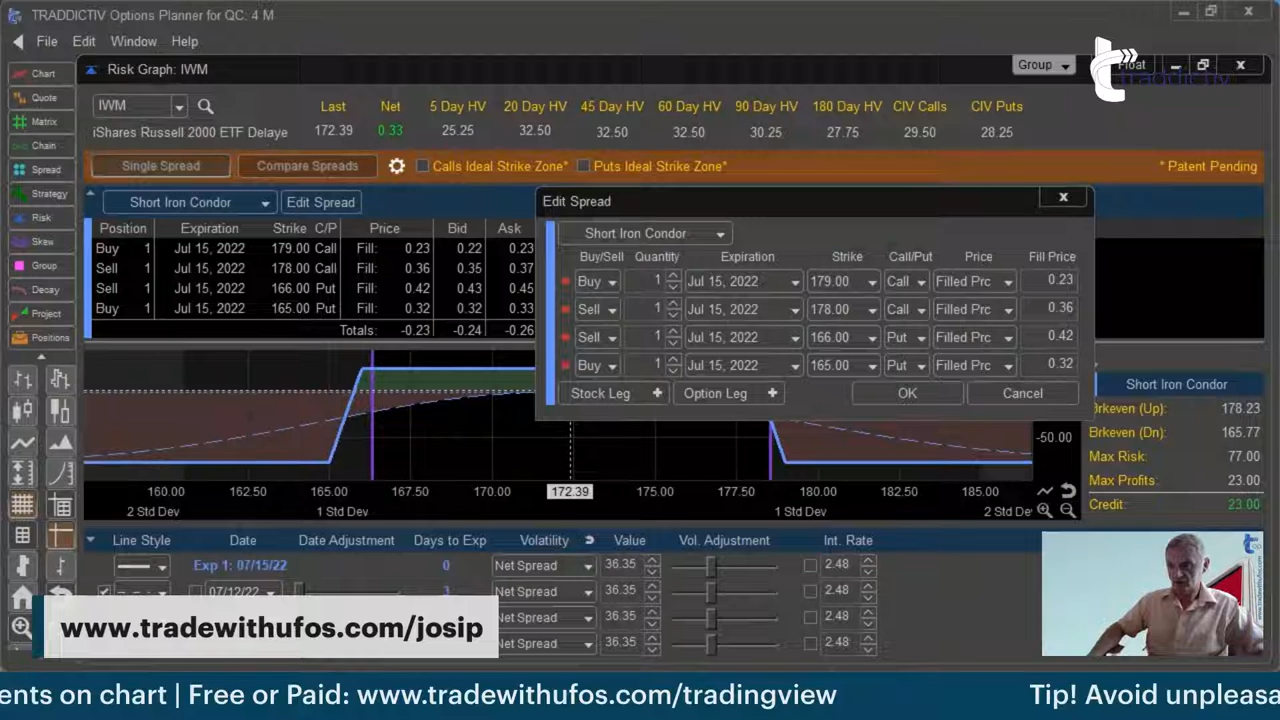 TRADDICTIV Options Planner for QC: 4 M
File Edit Window Help
Risk Graph: IWM
Group
Float
traddictiv
Chart
Quote
Matrix
Chain
Spread
Strategy
Risk
Skew
Group
Decay
Project
Positions
IWM
Last Net 5 Day HV 20 Day HV 45 Day HV 60 Day HV 90 Day HV 180 Day HV CIV Calls CIV Puts
iShares Russell 2000 ETF Delaye 172.39 0.33 25.25 32.50 32.50 32.50 30.25 27.75 29.50 28.25
Single Spread Compare Spreads Calls Ideal Strike Zone* Puts Ideal Strike Zone* * Patent Pending
Short Iron Condor Edit Spread
Position Expiration Strike C/P Price Bid Ask
Buy 1 Jul 15, 2022 179.00 Call Fill: 0.23 0.22 0.23
Sell 1 Jul 15, 2022 178.00 Call Fill: 0.36 0.35 0.37
Sell 1 Jul 15, 2022 166.00 Put Fill: 0.42 0.43 0.45
Buy 1 Jul 15, 2022 165.00 Put Fill: 0.32 0.32 0.33
Totals: -0.23 -0.24 -0.26
Edit Spread
Short Iron Condor
Buy/Sell Quantity Expiration Strike Call/Put Price Fill Price
Buy 1 Jul 15, 2022 179.00 Call Filled Prc 0.23
Sell 1 Jul 15, 2022 178.00 Call Filled Prc 0.36
Sell 1 Jul 15, 2022 166.00 Put Filled Prc 0.42
Buy 1 Jul 15, 2022 165.00 Put Filled Prc 0.32
Stock Leg + Option Leg + OK Cancel
-50.00
160.00 162.50 165.00 167.50 170.00 172.39 175.00 177.50 180.00 182.50 185.00
2 Std Dev 1 Std Dev 1 Std Dev 2 Std De
Short Iron Condor
Brkeven (Up): 178.23
Brkeven (Dn): 165.77
Max Risk: 77.00
Max Profits: 23.00
Credit: 23.00
Line Style Date Date Adjustment Days to Exp Volatility Value Vol. Adjustment Int. Rate
Exp 1: 07/15/22 0 Net Spread 36.35 2.48
07/12/22 3 Net Spread 36.35 2.48
Net Spread 36.35 2.48
Net Spread 36.35 2.48
www.tradewithufos.com/josip
ents on chart | Free or Paid: www.tradewithufos.com/tradingview Tip! Avoid unpleasa